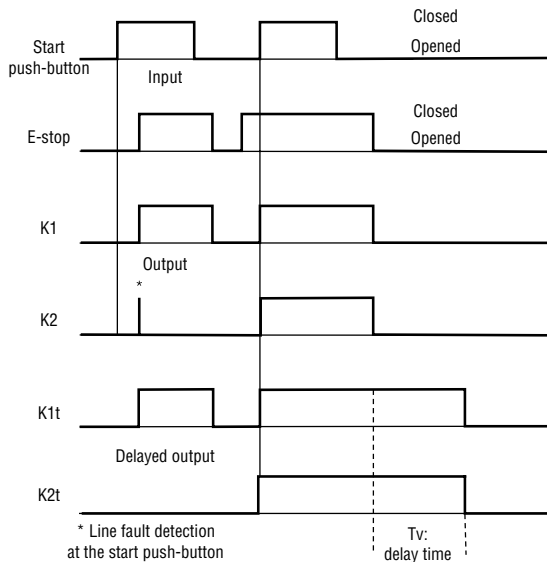 Closed
Start
push-button
Opened
Input
Closed
E-stop
Opened
K1
Output
*
K2
K1t
Delayed output
K2t
* Line fault detection
at the start push-button
Tv:
delay time